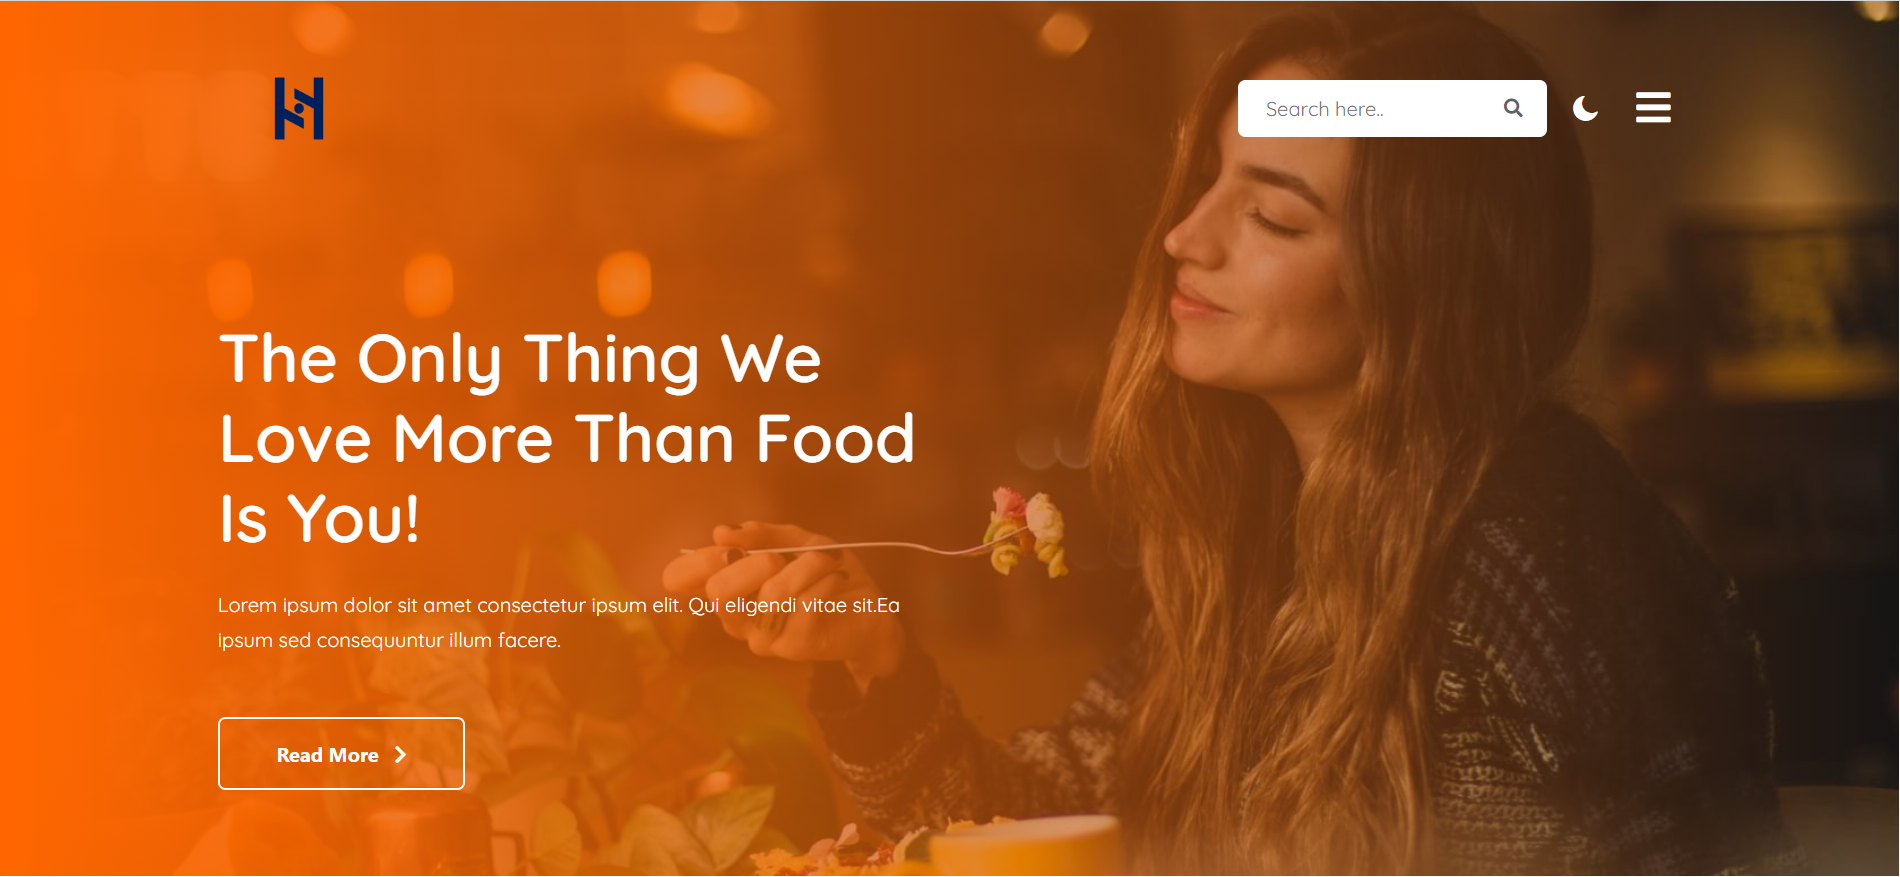 Search here..
The Only Thing We
Love More Than Food
Is You!
Lorem ipsum dolor sit amet consectetur ipsum elit. Qui eligendi vitae sit.Ea
ipsum sed consequuntur illum facere.
Read More